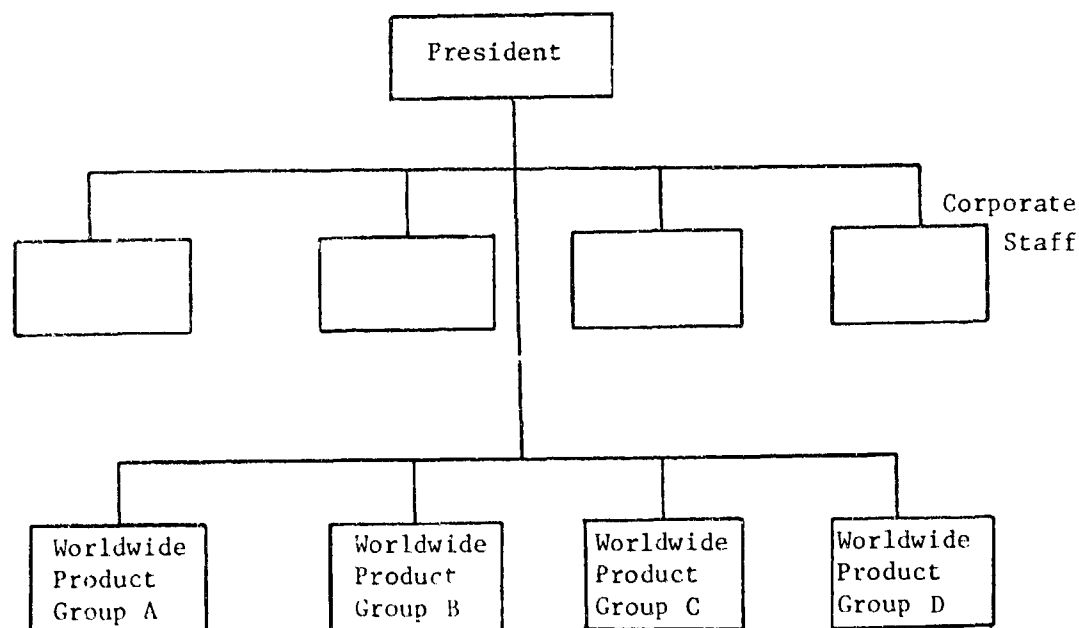 President
Corporate
Staff
Worldwide
Product
Group A
Worldwide
Product
Group B
Worldwide
Product
Group C
Worldwide
Product
Group D